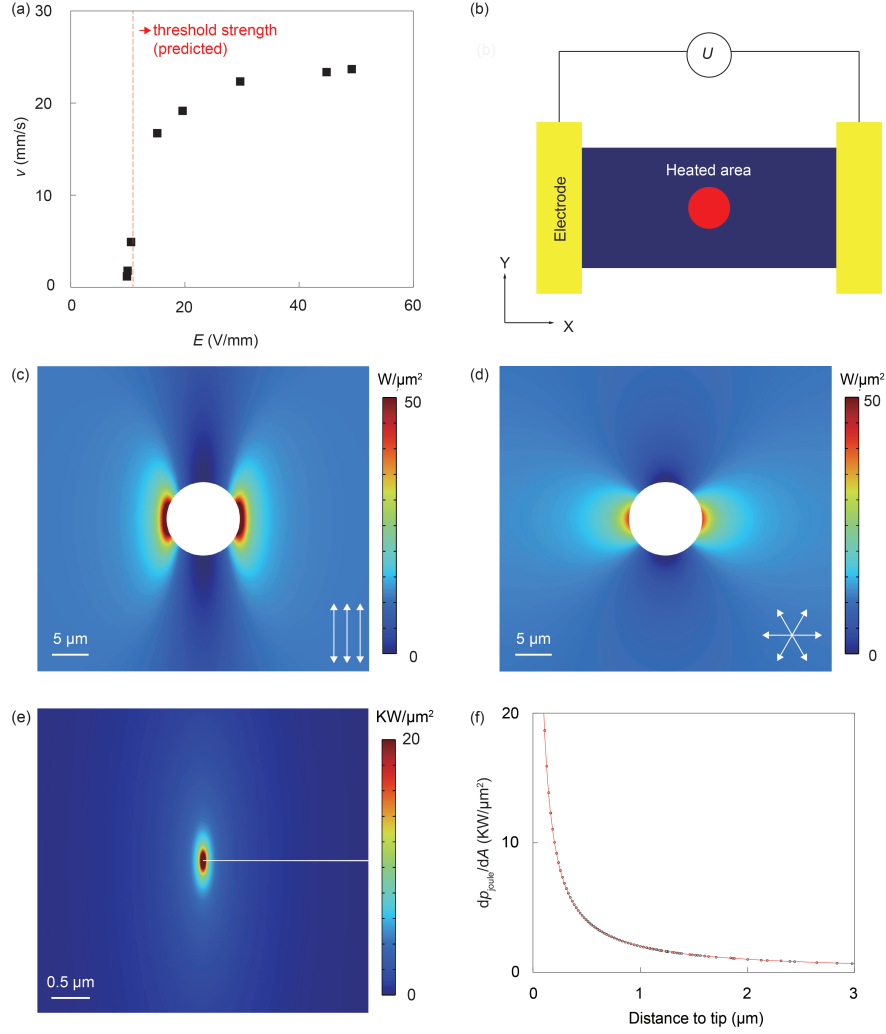 (a)
30
20
10
0
v (mm/s)
0
20
40
60
E (V/mm)
threshold strength
(predicted)
(b)
(b)
U
Electrode
Heated area
Y
X
(c)
W/µm²
50
0
5 µm
(d)
W/µm²
50
0
5 µm
(e)
KW/µm²
20
0
0.5 µm
(f)
20
10
0
dp_joule/dA (KW/µm²)
0
1
2
3
Distance to tip (µm)